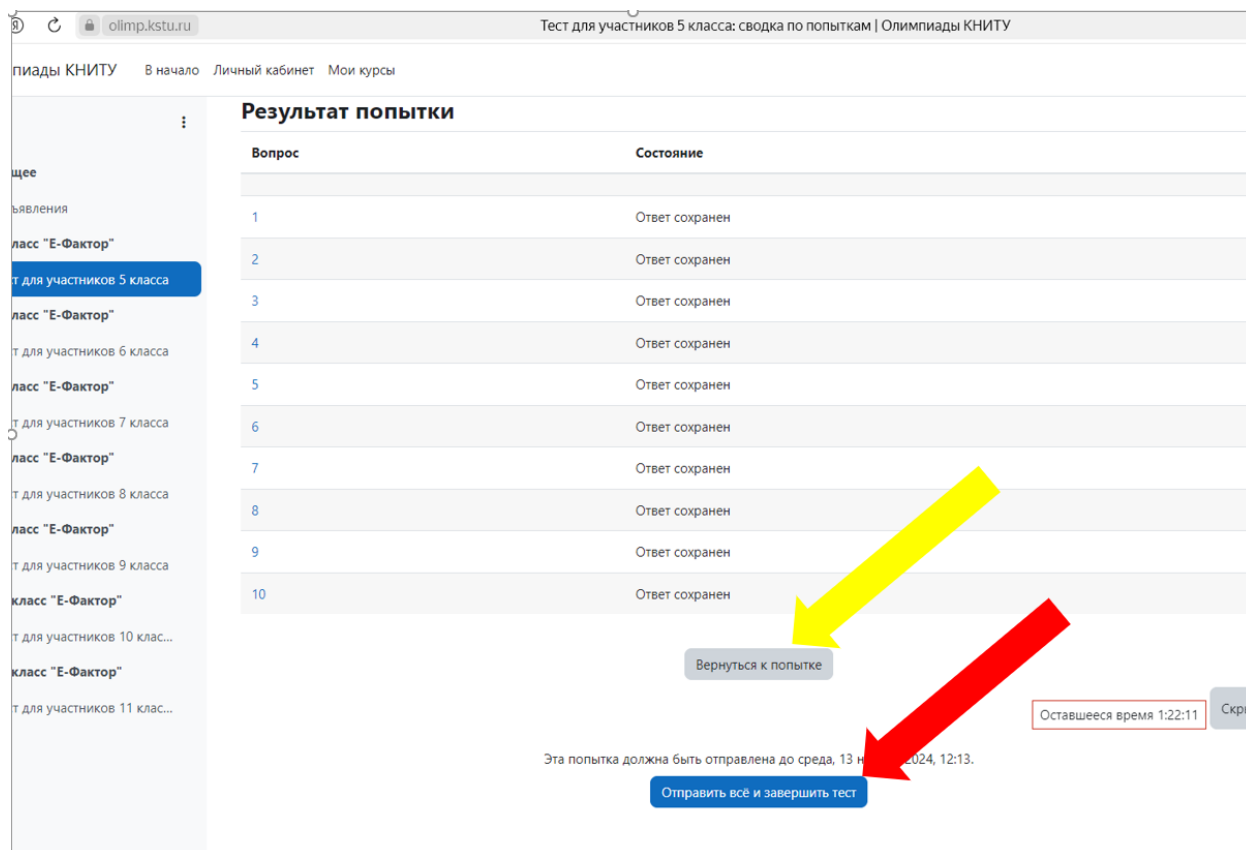 olimp.kstu.ru
Тест для участников 5 класса: сводка по попыткам | Олимпиады КНИТУ
пиады КНИТУ В начало Личный кабинет Мои курсы
Результат попытки
Вопрос Состояние
щее
ъявления
1 Ответ сохранен
ласс "Е-Фактор"
2 Ответ сохранен
т для участников 5 класса
3 Ответ сохранен
ласс "Е-Фактор"
4 Ответ сохранен
т для участников 6 класса
5 Ответ сохранен
ласс "Е-Фактор"
6 Ответ сохранен
т для участников 7 класса
ласс "Е-Фактор"
7 Ответ сохранен
т для участников 8 класса
8 Ответ сохранен
ласс "Е-Фактор"
9 Ответ сохранен
т для участников 9 класса
10 Ответ сохранен
класс "Е-Фактор"
т для участников 10 клас...
Вернуться к попытке
класс "Е-Фактор"
т для участников 11 клас...
Оставшееся время 1:22:11
Скр
Эта попытка должна быть отправлена до среда, 13 н 2024, 12:13.
Отправить всё и завершить тест